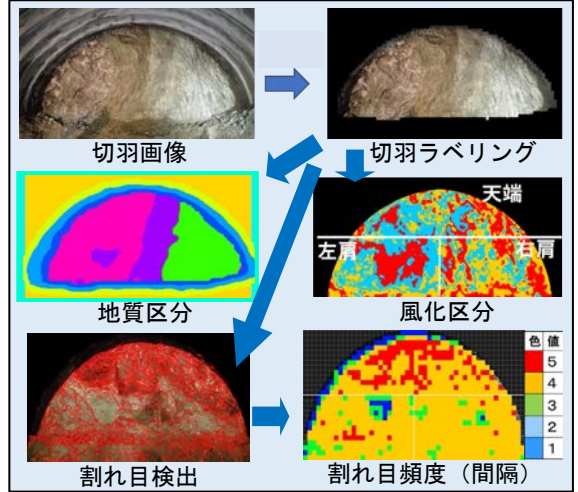 切羽画像
切羽ラベリング
天端
左肩
右肩
地質区分
風化区分
色 値
5
4
3
2
1
割れ目検出
割れ目頻度（間隔）